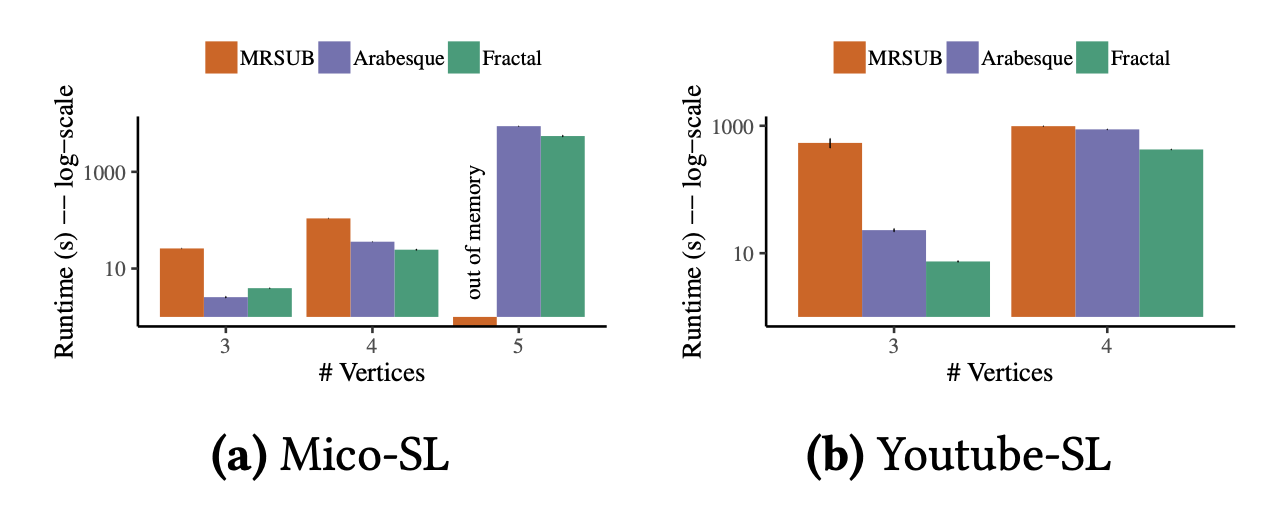 MRSUB Arabesque Fractal
Runtime (s) −− log−scale
1000
10
out of memory
3 4 5
# Vertices
(a) Mico-SL
MRSUB Arabesque Fractal
Runtime (s) −− log−scale
1000
10
3 4
# Vertices
(b) Youtube-SL